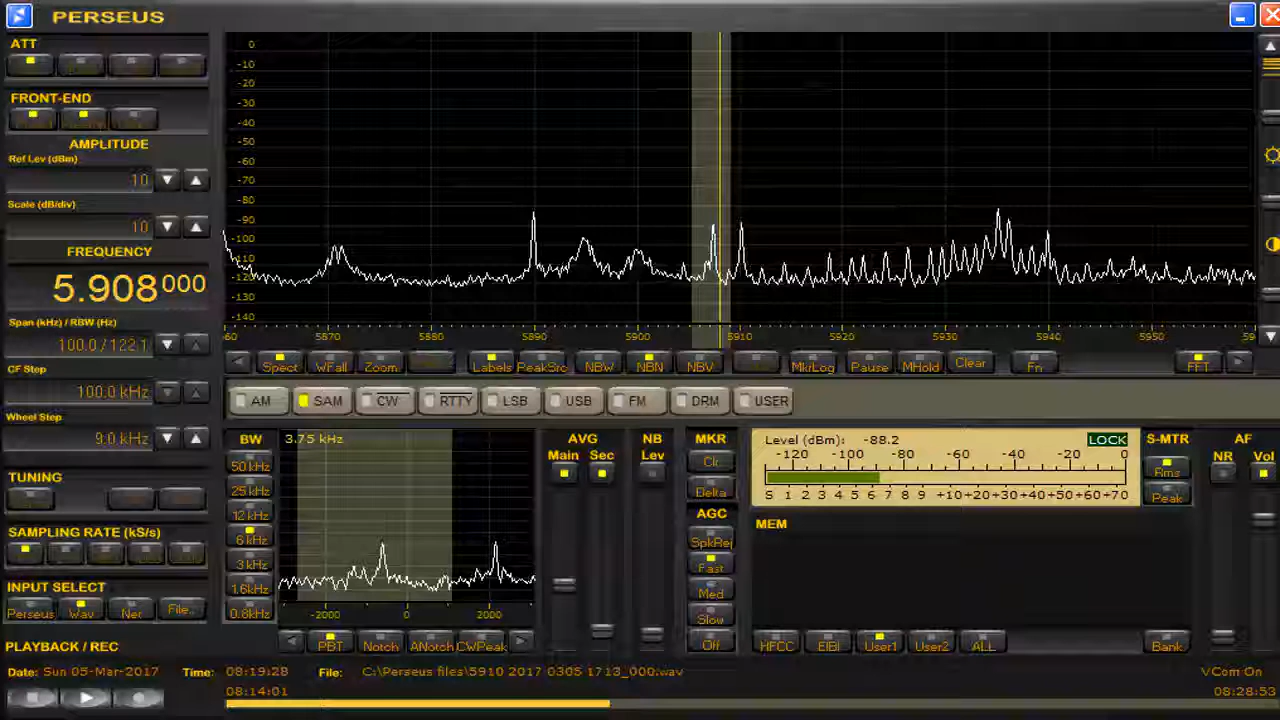 PERSEUS
ATT
FRONT-END
AMPLITUDE
Ref Lev (dBm)
10
Scale (dB/div)
10
FREQUENCY
5.908000
Span (kHz) / RBW (Hz)
100.0 / 122.1
CF Step
100.0 kHz
Wheel Step
9.0 kHz
TUNING
SAMPLING RATE (kS/s)
INPUT SELECT
Perseus Wav Net File..
PLAYBACK / REC
0
-10
-20
-30
-40
-50
-60
-70
-80
-90
-100
-110
-120
-130
-140
60 5870 5880 5890 5900 5910 5920 5930 5940 5950 59
Spect WFall Zoom Labels PeakSrc NBW NBN NBV MkrLog Pause MHold Clear Fn FFT
AM SAM CW RTTY LSB USB FM DRM USER
BW
50 kHz
25 kHz
12 kHz
6 kHz
3 kHz
1.6kHz
0.8kHz
3.75 kHz
-2000 0 2000
PBT Notch ANotch CWPeak
AVG
Main Sec
NB
Lev
MKR
Clr
Delta
AGC
SpkRej
Fast
Med
Slow
Off
Level (dBm): -88.2 LOCK
-120 -100 -80 -60 -40 -20 0
S 1 2 3 4 5 6 7 8 9 +10+20+30+40+50+60+70
S-MTR
Rms
Peak
AF
NR Vol
MEM
HFCC EIBI User1 User2 ALL Bank
Date: Sun 05-Mar-2017 Time: 08:19:28 File: C:\Perseus files\5910 2017 0305 1713_000.wav VCom On
08:14:01 08:28:53